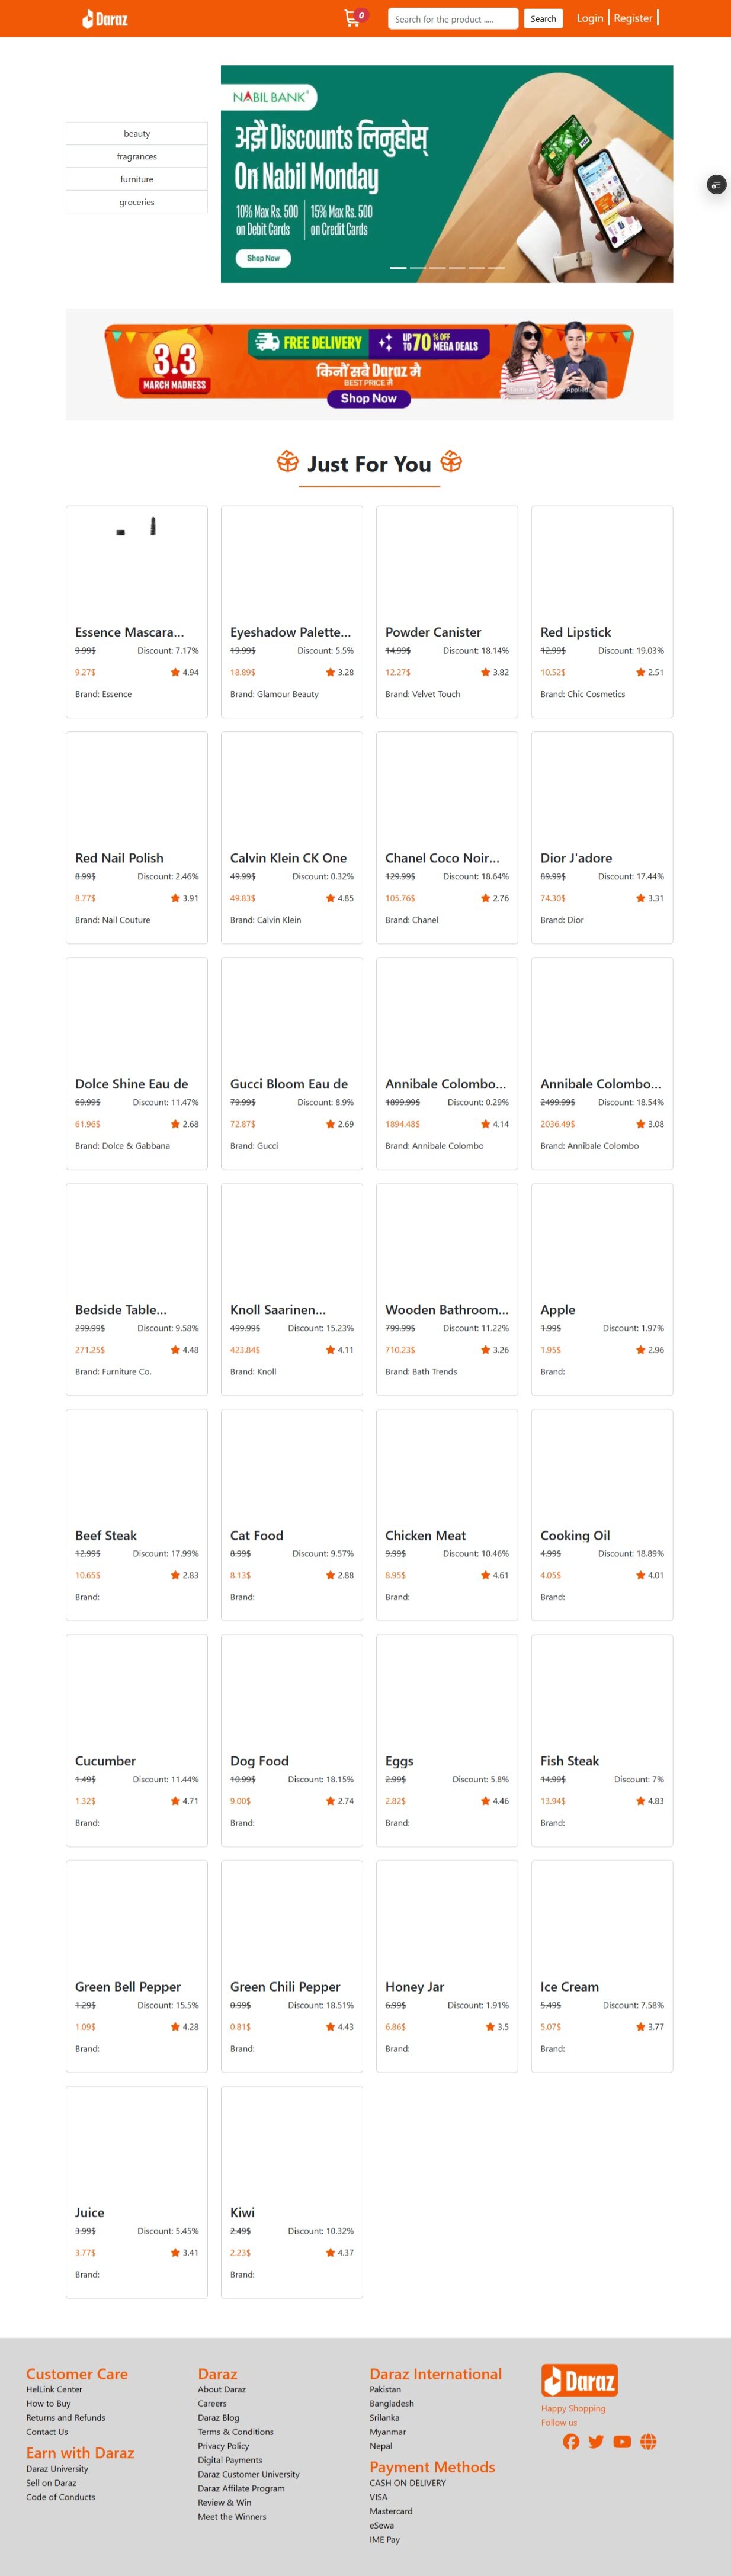 Daraz
0
Search for the product .....
Search
Login
Register
beauty
fragrances
furniture
groceries
NABIL BANK
अझै Discounts लिनुहोस्
On Nabil Monday
10% Max Rs. 500
on Debit Cards
15% Max Rs. 500
on Credit Cards
Shop Now
3.3
MARCH MADNESS
FREE DELIVERY
UP TO 70 % OFF
MEGA DEALS
किनौं सबै Daraz मै
BEST PRICE मै
Shop Now
Applied
Just For You
Essence Mascara...
9.99$ Discount: 7.17%
9.27$ 4.94
Brand: Essence
Eyeshadow Palette...
19.99$ Discount: 5.5%
18.89$ 3.28
Brand: Glamour Beauty
Powder Canister
14.99$ Discount: 18.14%
12.27$ 3.82
Brand: Velvet Touch
Red Lipstick
12.99$ Discount: 19.03%
10.52$ 2.51
Brand: Chic Cosmetics
Red Nail Polish
8.99$ Discount: 2.46%
8.77$ 3.91
Brand: Nail Couture
Calvin Klein CK One
49.99$ Discount: 0.32%
49.83$ 4.85
Brand: Calvin Klein
Chanel Coco Noir...
129.99$ Discount: 18.64%
105.76$ 2.76
Brand: Chanel
Dior J'adore
89.99$ Discount: 17.44%
74.30$ 3.31
Brand: Dior
Dolce Shine Eau de
69.99$ Discount: 11.47%
61.96$ 2.68
Brand: Dolce & Gabbana
Gucci Bloom Eau de
79.99$ Discount: 8.9%
72.87$ 2.69
Brand: Gucci
Annibale Colombo...
1899.99$ Discount: 0.29%
1894.48$ 4.14
Brand: Annibale Colombo
Annibale Colombo...
2499.99$ Discount: 18.54%
2036.49$ 3.08
Brand: Annibale Colombo
Bedside Table...
299.99$ Discount: 9.58%
271.25$ 4.48
Brand: Furniture Co.
Knoll Saarinen...
499.99$ Discount: 15.23%
423.84$ 4.11
Brand: Knoll
Wooden Bathroom...
799.99$ Discount: 11.22%
710.23$ 3.26
Brand: Bath Trends
Apple
1.99$ Discount: 1.97%
1.95$ 2.96
Brand:
Beef Steak
12.99$ Discount: 17.99%
10.65$ 2.83
Brand:
Cat Food
8.99$ Discount: 9.57%
8.13$ 2.88
Brand:
Chicken Meat
9.99$ Discount: 10.46%
8.95$ 4.61
Brand:
Cooking Oil
4.99$ Discount: 18.89%
4.05$ 4.01
Brand:
Cucumber
1.49$ Discount: 11.44%
1.32$ 4.71
Brand:
Dog Food
10.99$ Discount: 18.15%
9.00$ 2.74
Brand:
Eggs
2.99$ Discount: 5.8%
2.82$ 4.46
Brand:
Fish Steak
14.99$ Discount: 7%
13.94$ 4.83
Brand:
Green Bell Pepper
1.29$ Discount: 15.5%
1.09$ 4.28
Brand:
Green Chili Pepper
0.99$ Discount: 18.51%
0.81$ 4.43
Brand:
Honey Jar
6.99$ Discount: 1.91%
6.86$ 3.5
Brand:
Ice Cream
5.49$ Discount: 7.58%
5.07$ 3.77
Brand:
Juice
3.99$ Discount: 5.45%
3.77$ 3.41
Brand:
Kiwi
2.49$ Discount: 10.32%
2.23$ 4.37
Brand:
Customer Care
HelLink Center
How to Buy
Returns and Refunds
Contact Us
Earn with Daraz
Daraz University
Sell on Daraz
Code of Conducts
Daraz
About Daraz
Careers
Daraz Blog
Terms & Conditions
Privacy Policy
Digital Payments
Daraz Customer University
Daraz Affilate Program
Review & Win
Meet the Winners
Daraz International
Pakistan
Bangladesh
Srilanka
Myanmar
Nepal
Payment Methods
CASH ON DELIVERY
VISA
Mastercard
eSewa
IME Pay
Daraz
Happy Shopping
Follow us